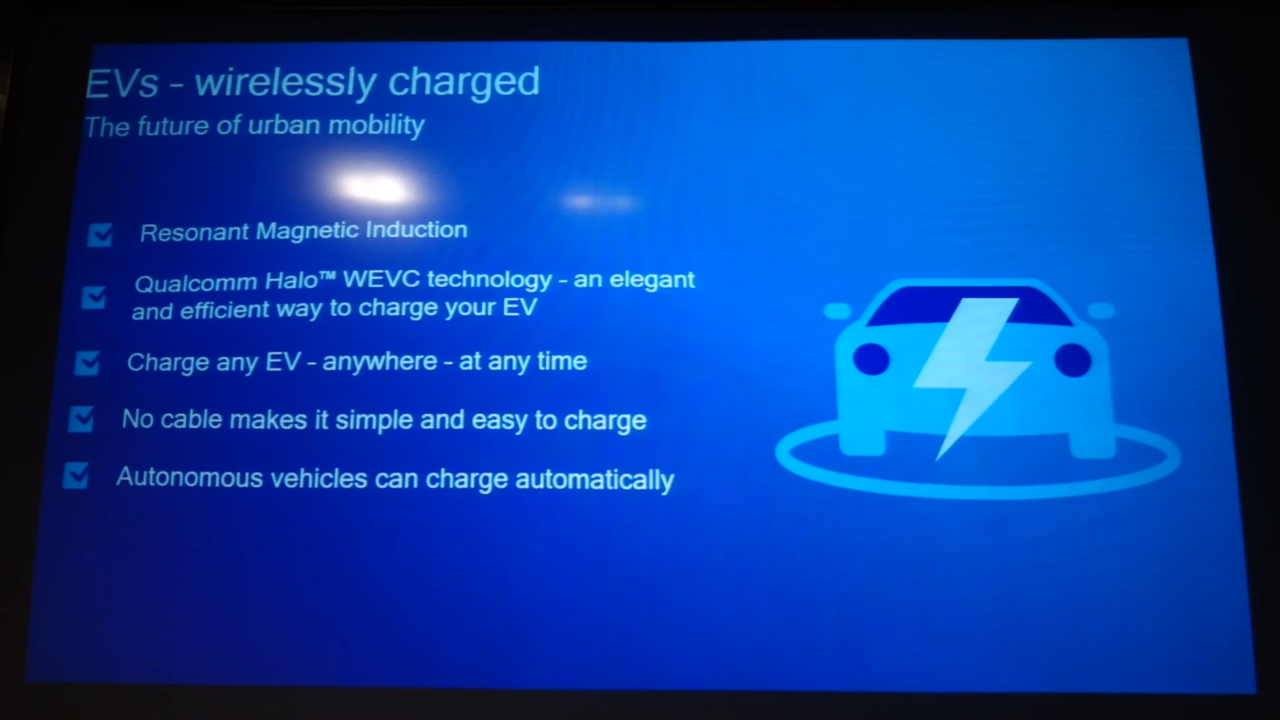 EVs - wirelessly charged
The future of urban mobility
Resonant Magnetic Induction
Qualcomm Halo™ WEVC technology - an elegant
and efficient way to charge your EV
Charge any EV - anywhere - at any time
No cable makes it simple and easy to charge
Autonomous vehicles can charge automatically